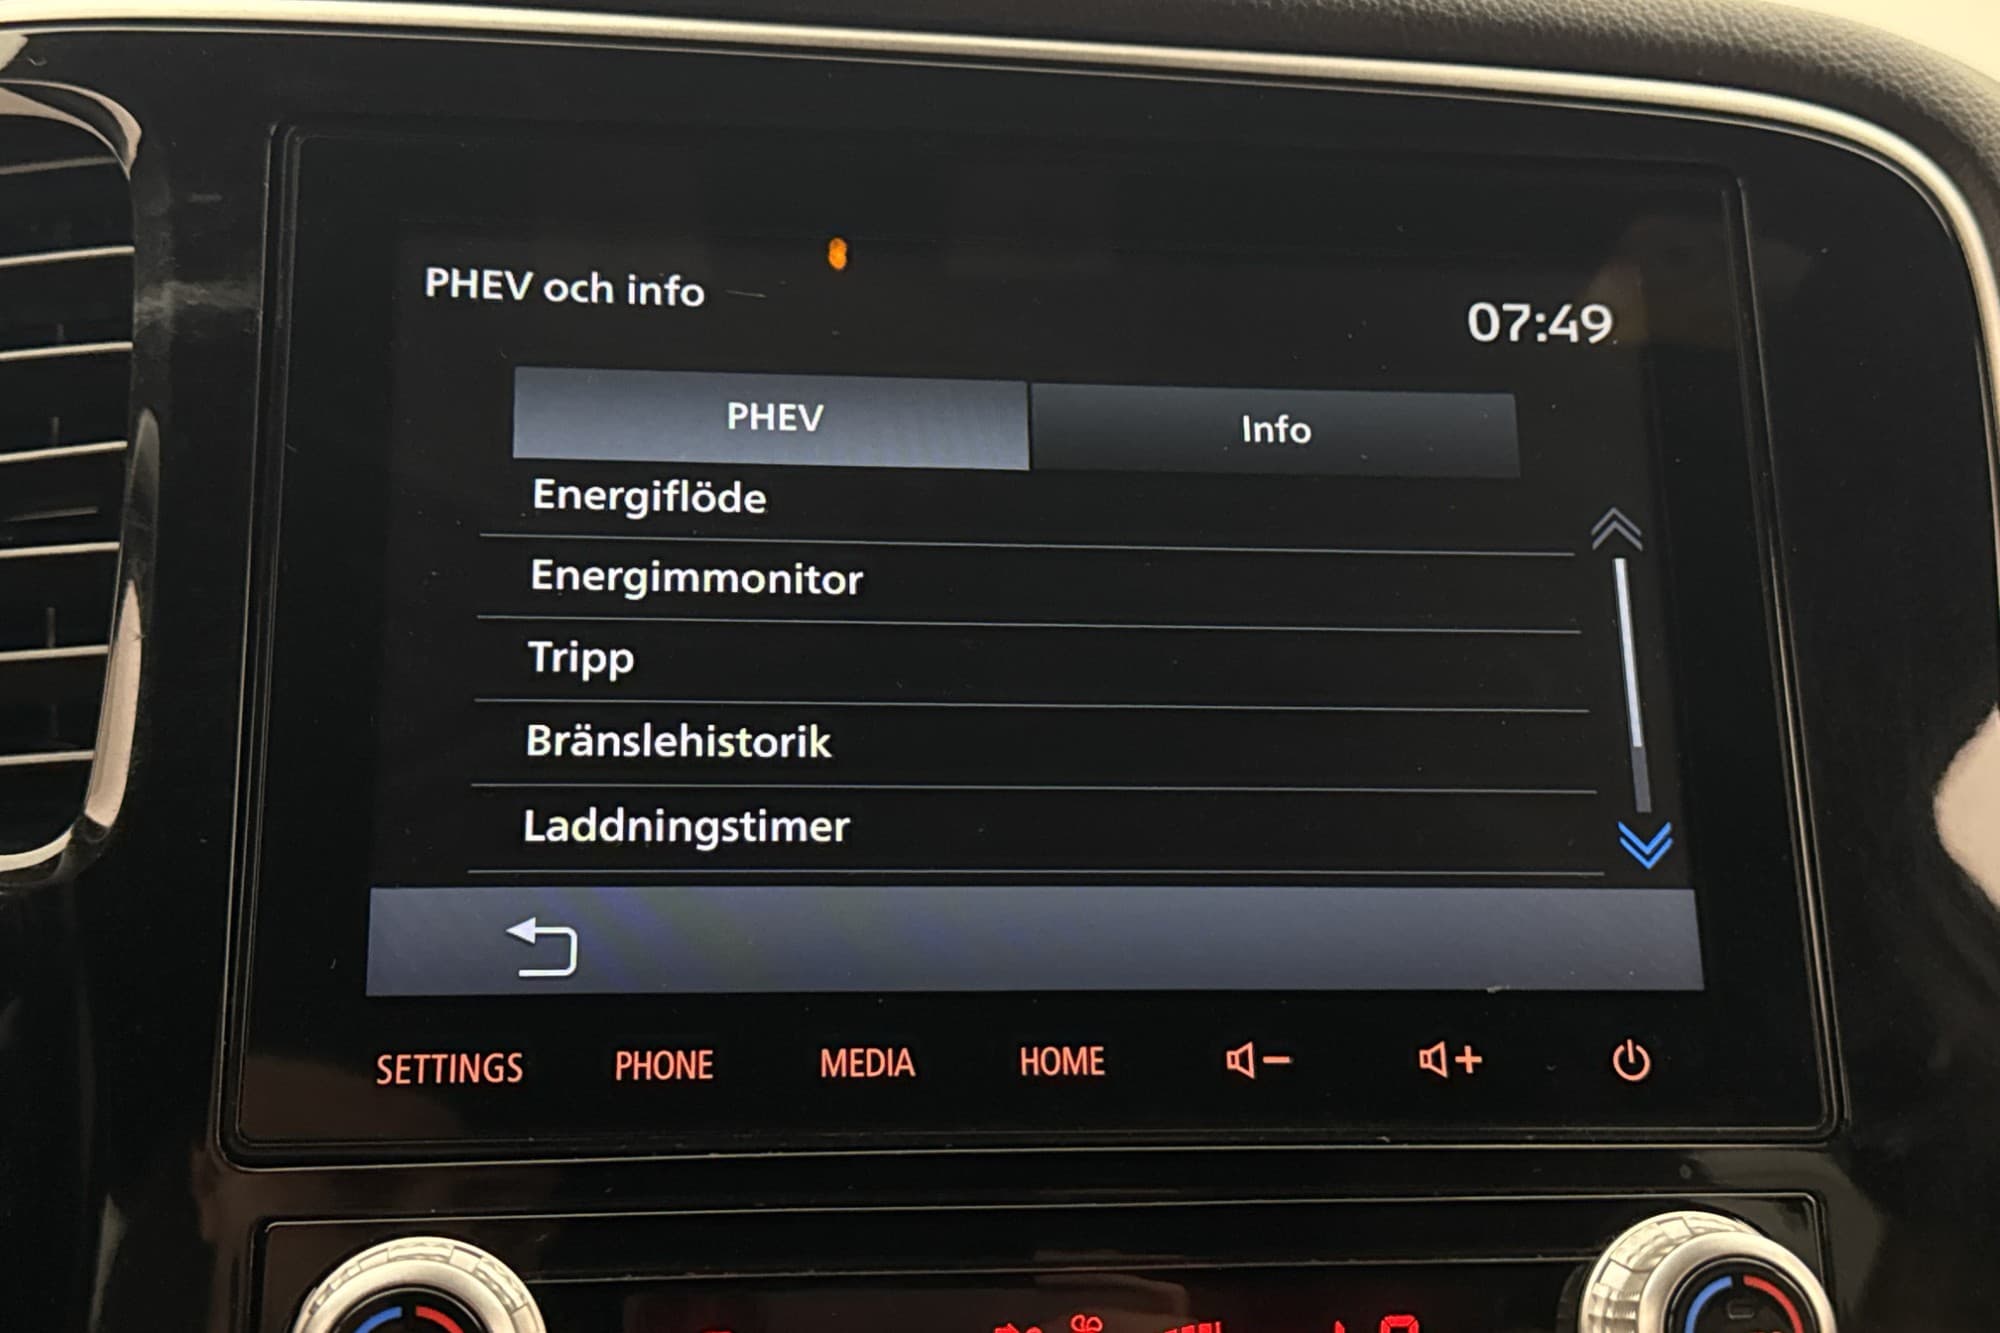 PHEV och info
07:49
PHEV Info
Energiflöde
Energimmonitor
Tripp
Bränslehistorik
Laddningstimer
SETTINGS PHONE MEDIA HOME